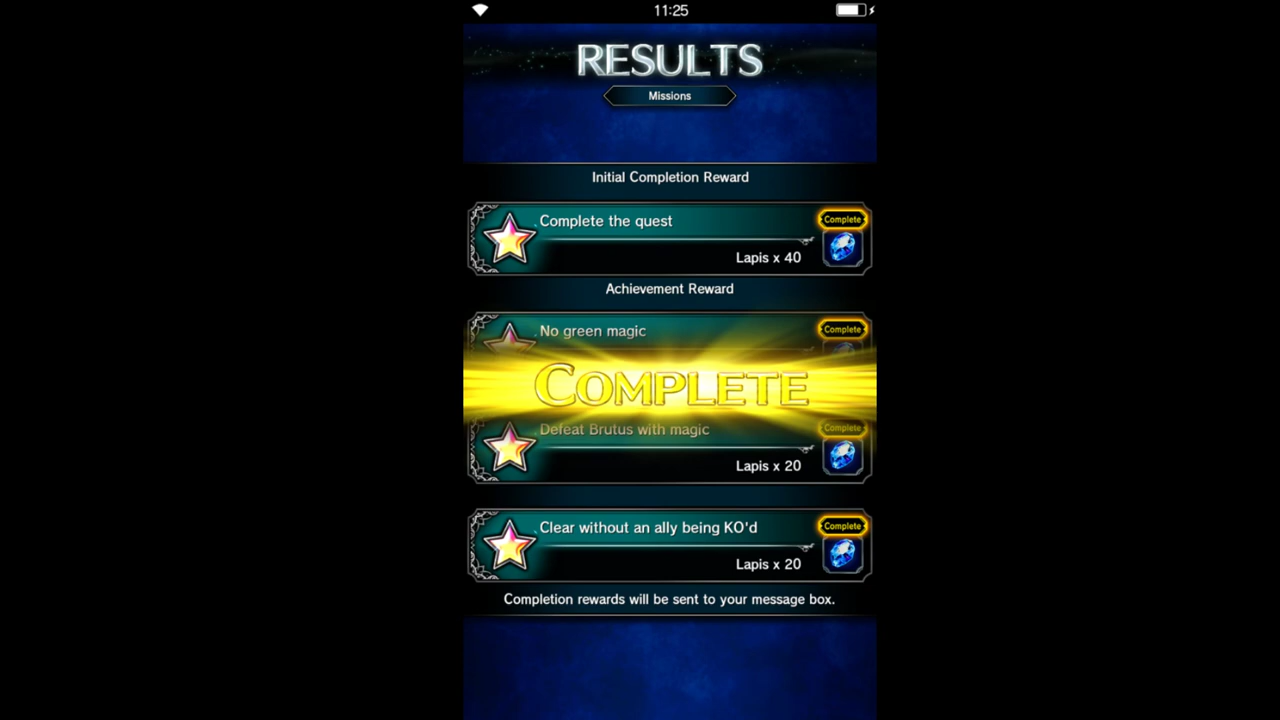 11:25
RESULTS
Missions
Initial Completion Reward
Complete the quest
Complete
Lapis x 40
Achievement Reward
No green magic
Complete
COMPLETE
Defeat Brutus with magic
Complete
Lapis x 20
Clear without an ally being KO'd
Complete
Lapis x 20
Completion rewards will be sent to your message box.